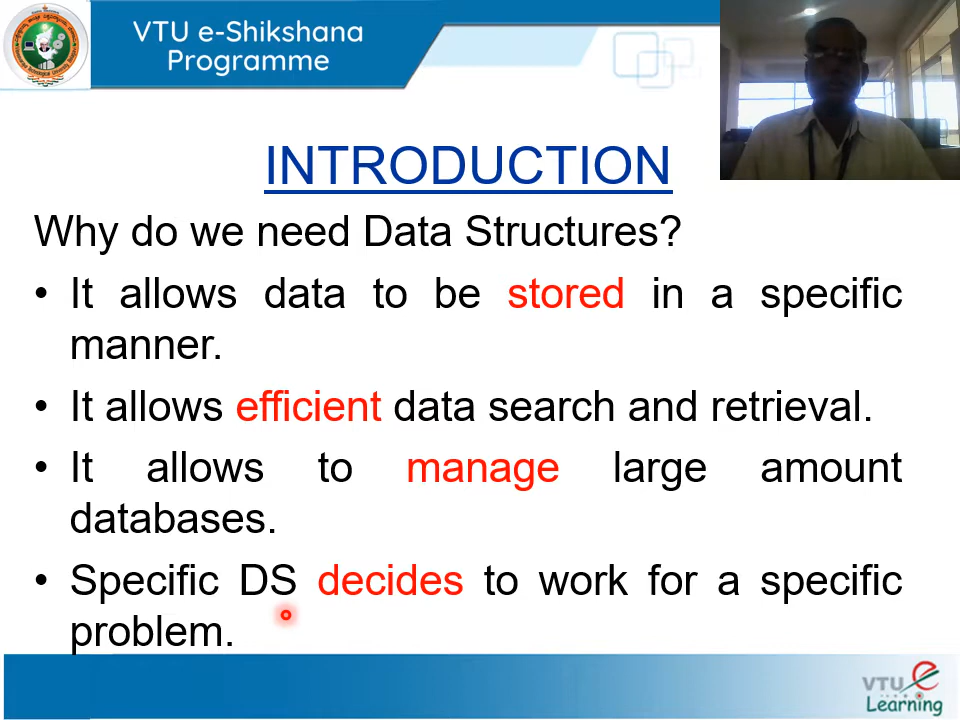 VTU e-Shikshana
Programme
INTRODUCTION
Why do we need Data Structures?
• It allows data to be stored in a specific
manner.
• It allows efficient data search and retrieval.
• It allows to manage large amount
databases.
• Specific DS decides to work for a specific
problem.
VTU e
Learning